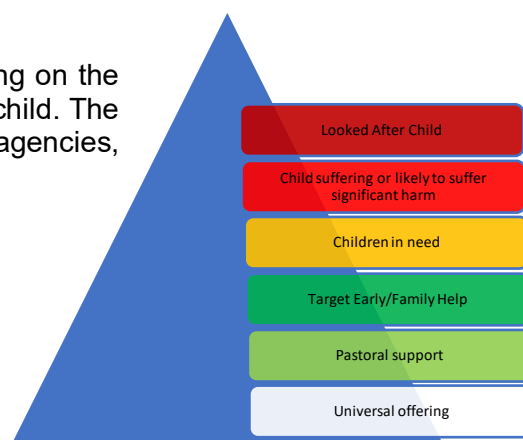 ng on the
child. The
agencies,
Looked After Child
Child suffering or likely to suffer
significant harm
Children in need
Target Early/Family Help
Pastoral support
Universal offering